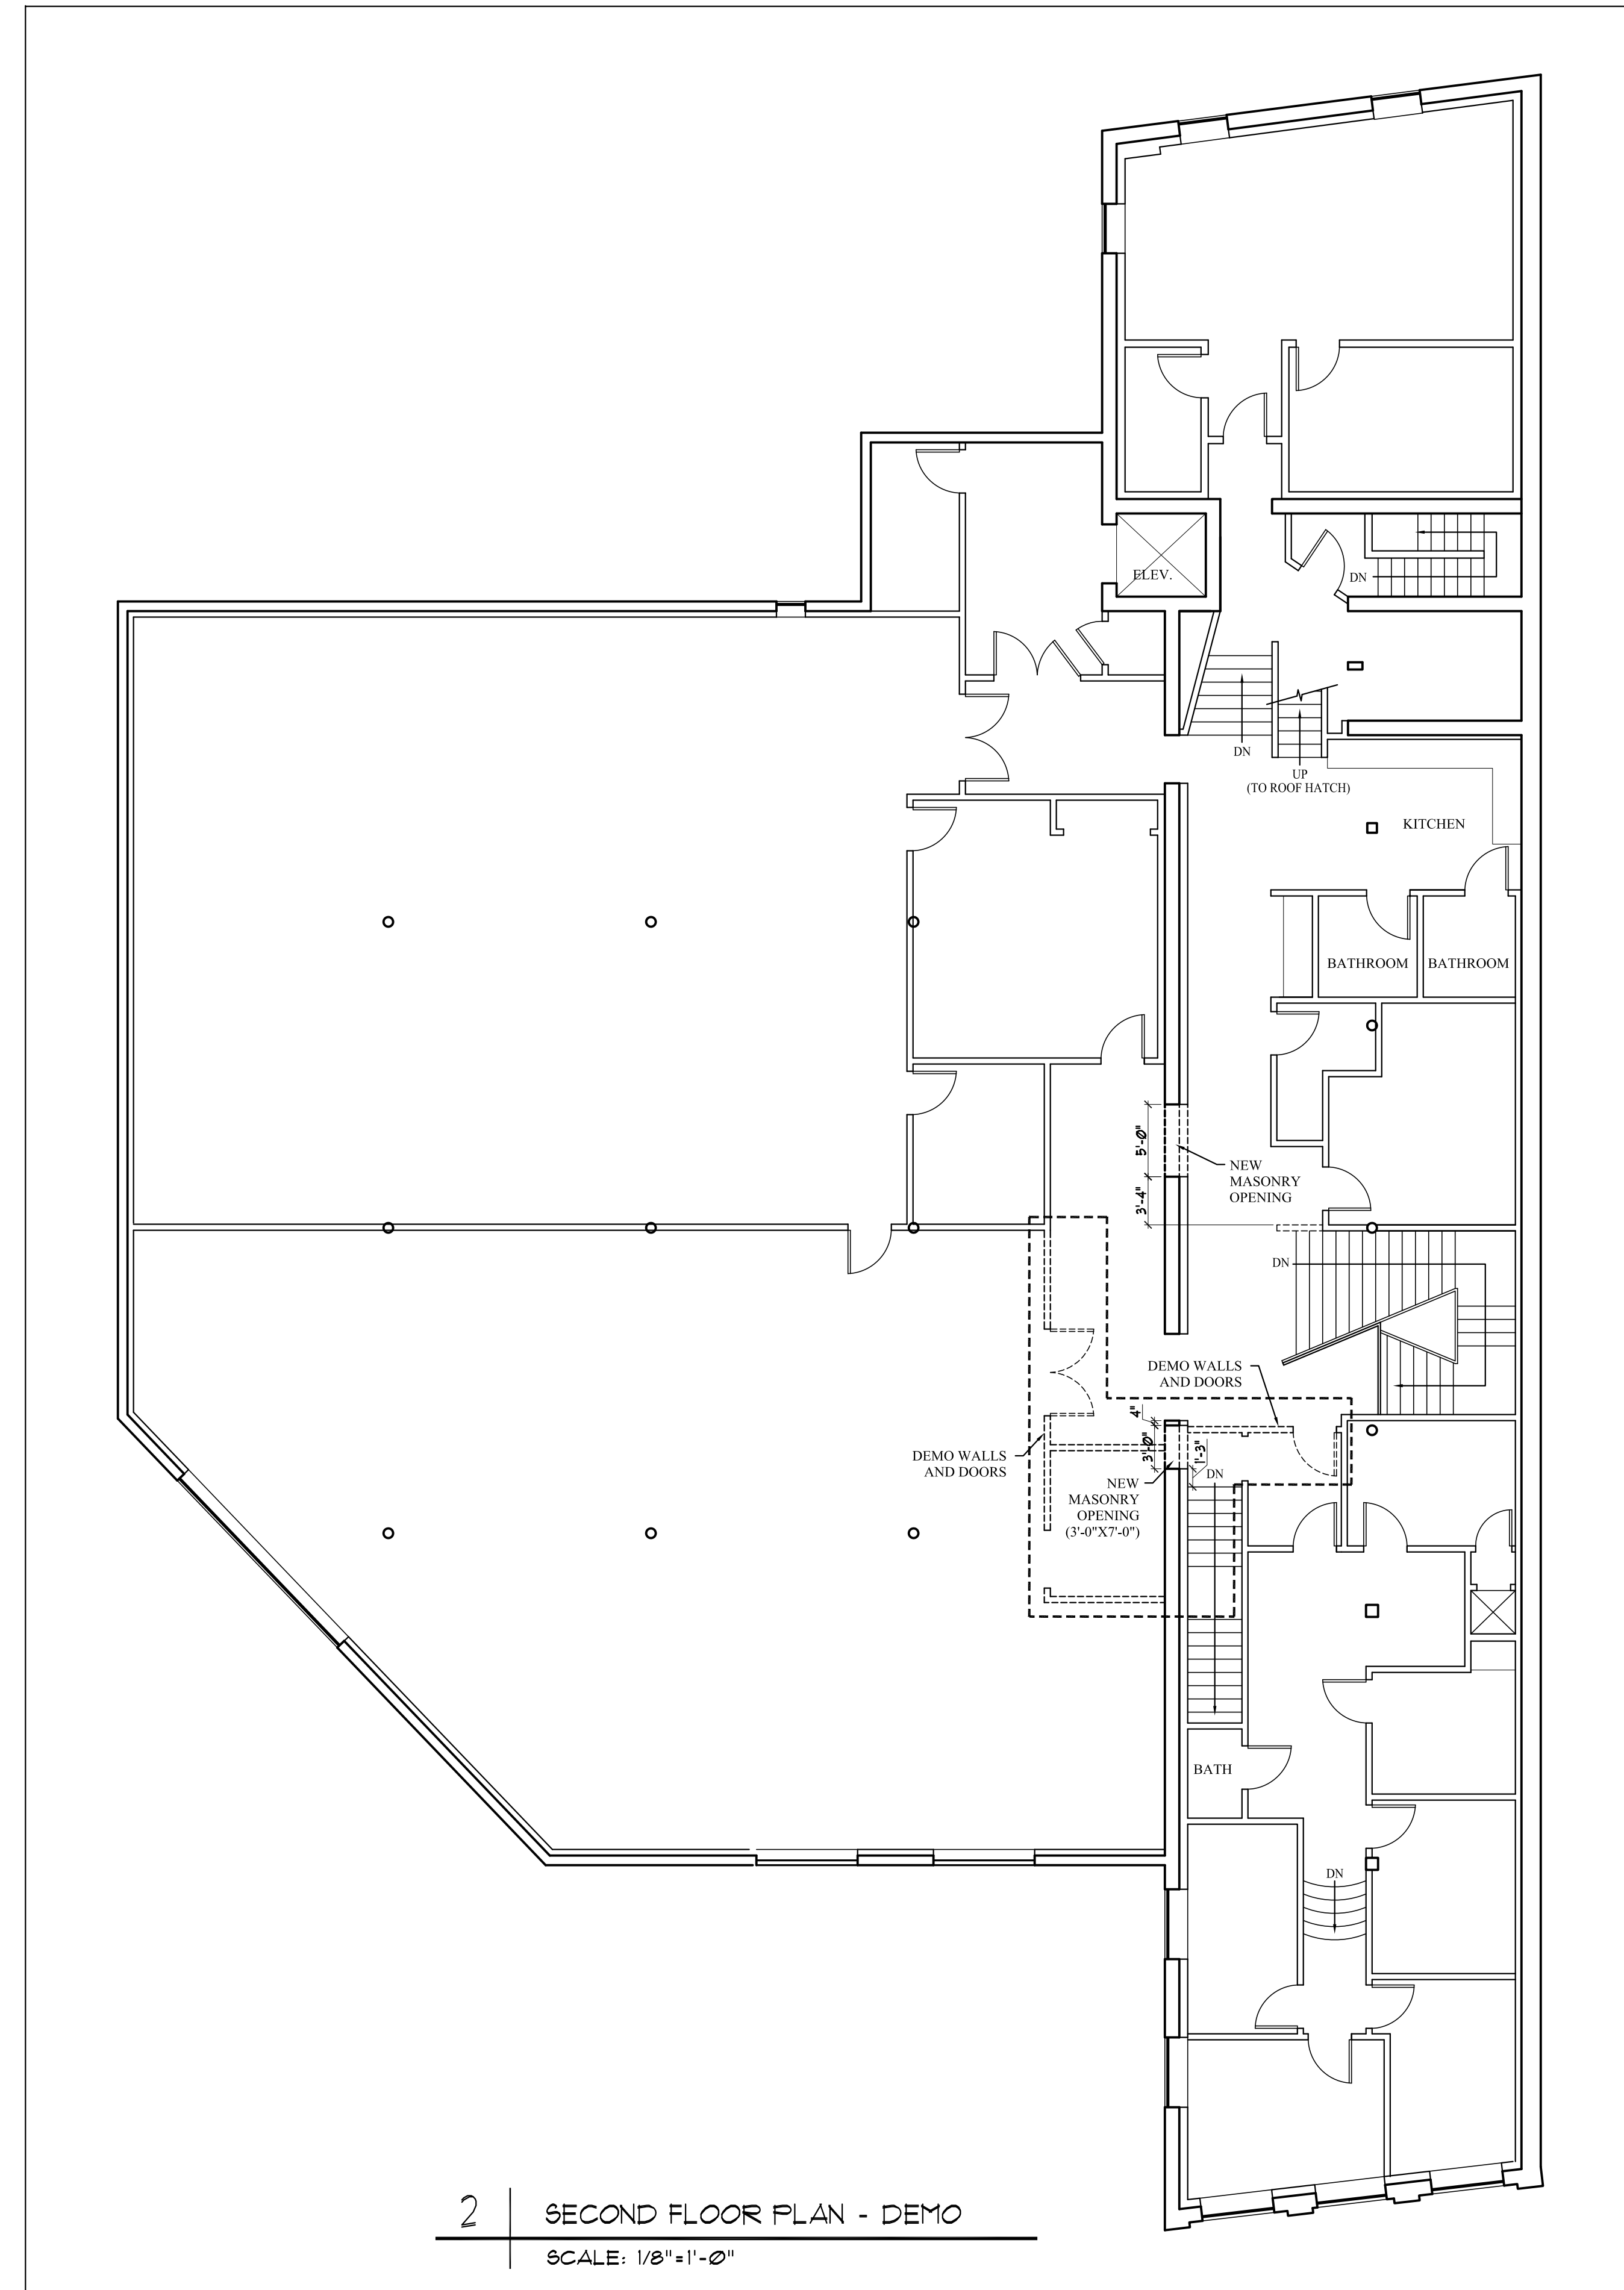 ELEV.
DN
DN
UP
(TO ROOF HATCH)
KITCHEN
BATHROOM
BATHROOM
5'-0"
NEW
MASONRY
OPENING
3'-4"
DN
DEMO WALLS
AND DOORS
4"
3'-0"
1'-3"
DEMO WALLS
AND DOORS
DN
NEW
MASONRY
OPENING
(3'-0"X7'-0")
BATH
DN
2
SECOND FLOOR PLAN - DEMO
SCALE: 1/8"=1'-0"